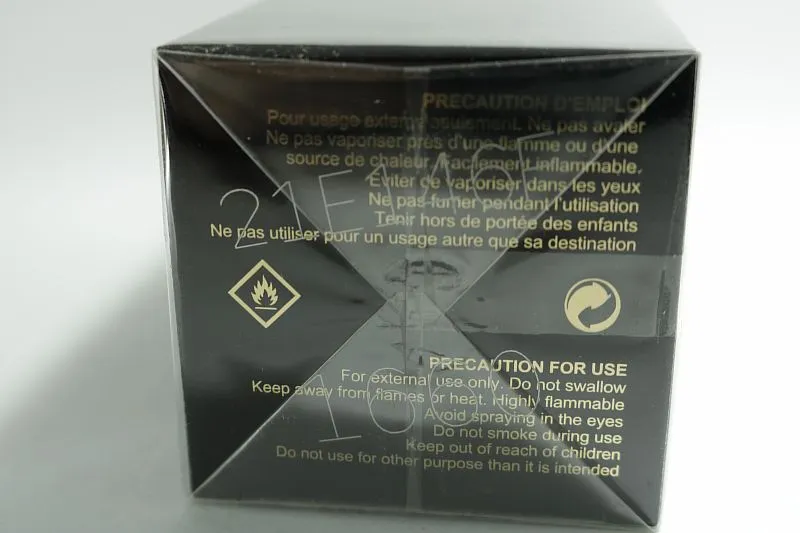 PRECAUTION D'EMPLOI
Pour usage externe seulement. Ne pas avaler
Ne pas vaporiser près d'une flamme ou d'une
source de chaleur. Facilement inflammable.
Éviter de vaporiser dans les yeux
Ne pas fumer pendant l'utilisation
Tenir hors de portée des enfants
Ne pas utiliser pour un usage autre que sa destination
PRECAUTION FOR USE
For external use only. Do not swallow
Keep away from flames or heat. Highly flammable
Avoid spraying in the eyes
Do not smoke during use
Keep out of reach of children
Do not use for other purpose than it is intended